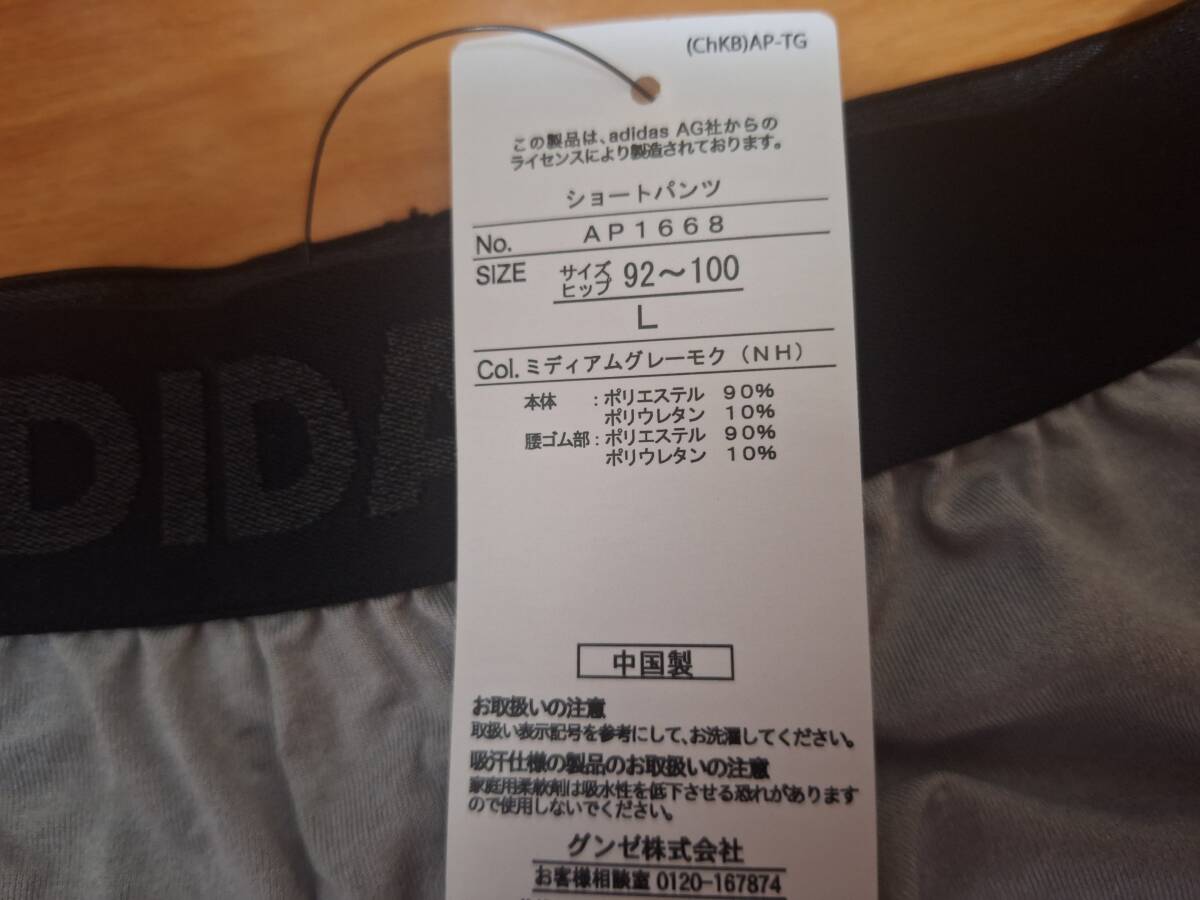 (ChKB)AP-TG
この製品は、adidas AG社からの
ライセンスにより製造されております。
ショートパンツ
No. AP1668
SIZE サイズ ヒップ 92～100
L
Col. ミディアムグレーモク(NH)
本体 :ポリエステル 90%
ポリウレタン 10%
腰ゴム部:ポリエステル 90%
ポリウレタン 10%
DIDA
中国製
お取扱いの注意
取扱い表示記号を参考にして、お洗濯してください。
吸汗仕様の製品のお取扱いの注意
家庭用柔軟剤は吸水性を低下させる恐れがあります
ので使用しないでください。
グンゼ株式会社
お客様相談室 0120-167874